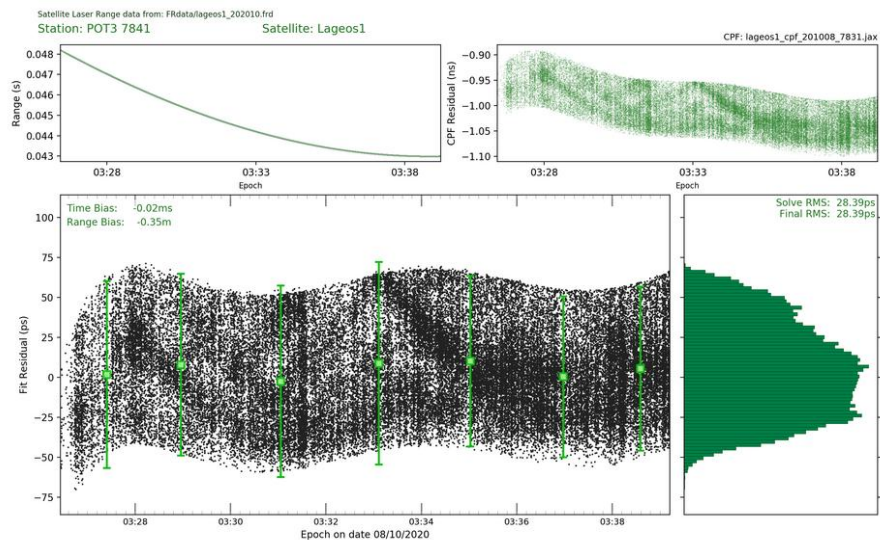 Satellite Laser Range data from: FRdata/lageos1_202010.frd
Station: POT3 7841 Satellite: Lageos1
CPF: lageos1_cpf_201008_7831.jax
Range (s)
0.048
0.047
0.046
0.045
0.044
0.043
03:28 03:33 03:38
Epoch
CPF Residual (ns)
−0.90
−0.95
−1.00
−1.05
−1.10
03:28 03:33 03:38
Epoch
Time Bias: -0.02ms
Range Bias: -0.35m
Fit Residual (ps)
100
75
50
25
0
−25
−50
−75
03:28 03:30 03:32 03:34 03:36 03:38
Epoch on date 08/10/2020
Solve RMS: 28.39ps
Final RMS: 28.39ps